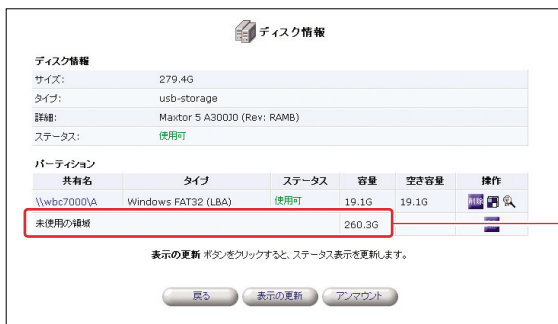 ディスク情報
ディスク情報
サイズ: 279.4G
タイプ: usb-storage
詳細: Maxtor 5 A300J0 (Rev: RAMB)
ステータス: 使用可
パーティション
共有名 タイプ ステータス 容量 空き容量 操作
\\wbc7000\A Windows FAT32 (LBA) 使用可 19.1G 19.1G 削除
未使用の領域 260.3G
表示の更新 ボタンをクリックすると、ステータス表示を更新します。
戻る 表示の更新 アンマウント